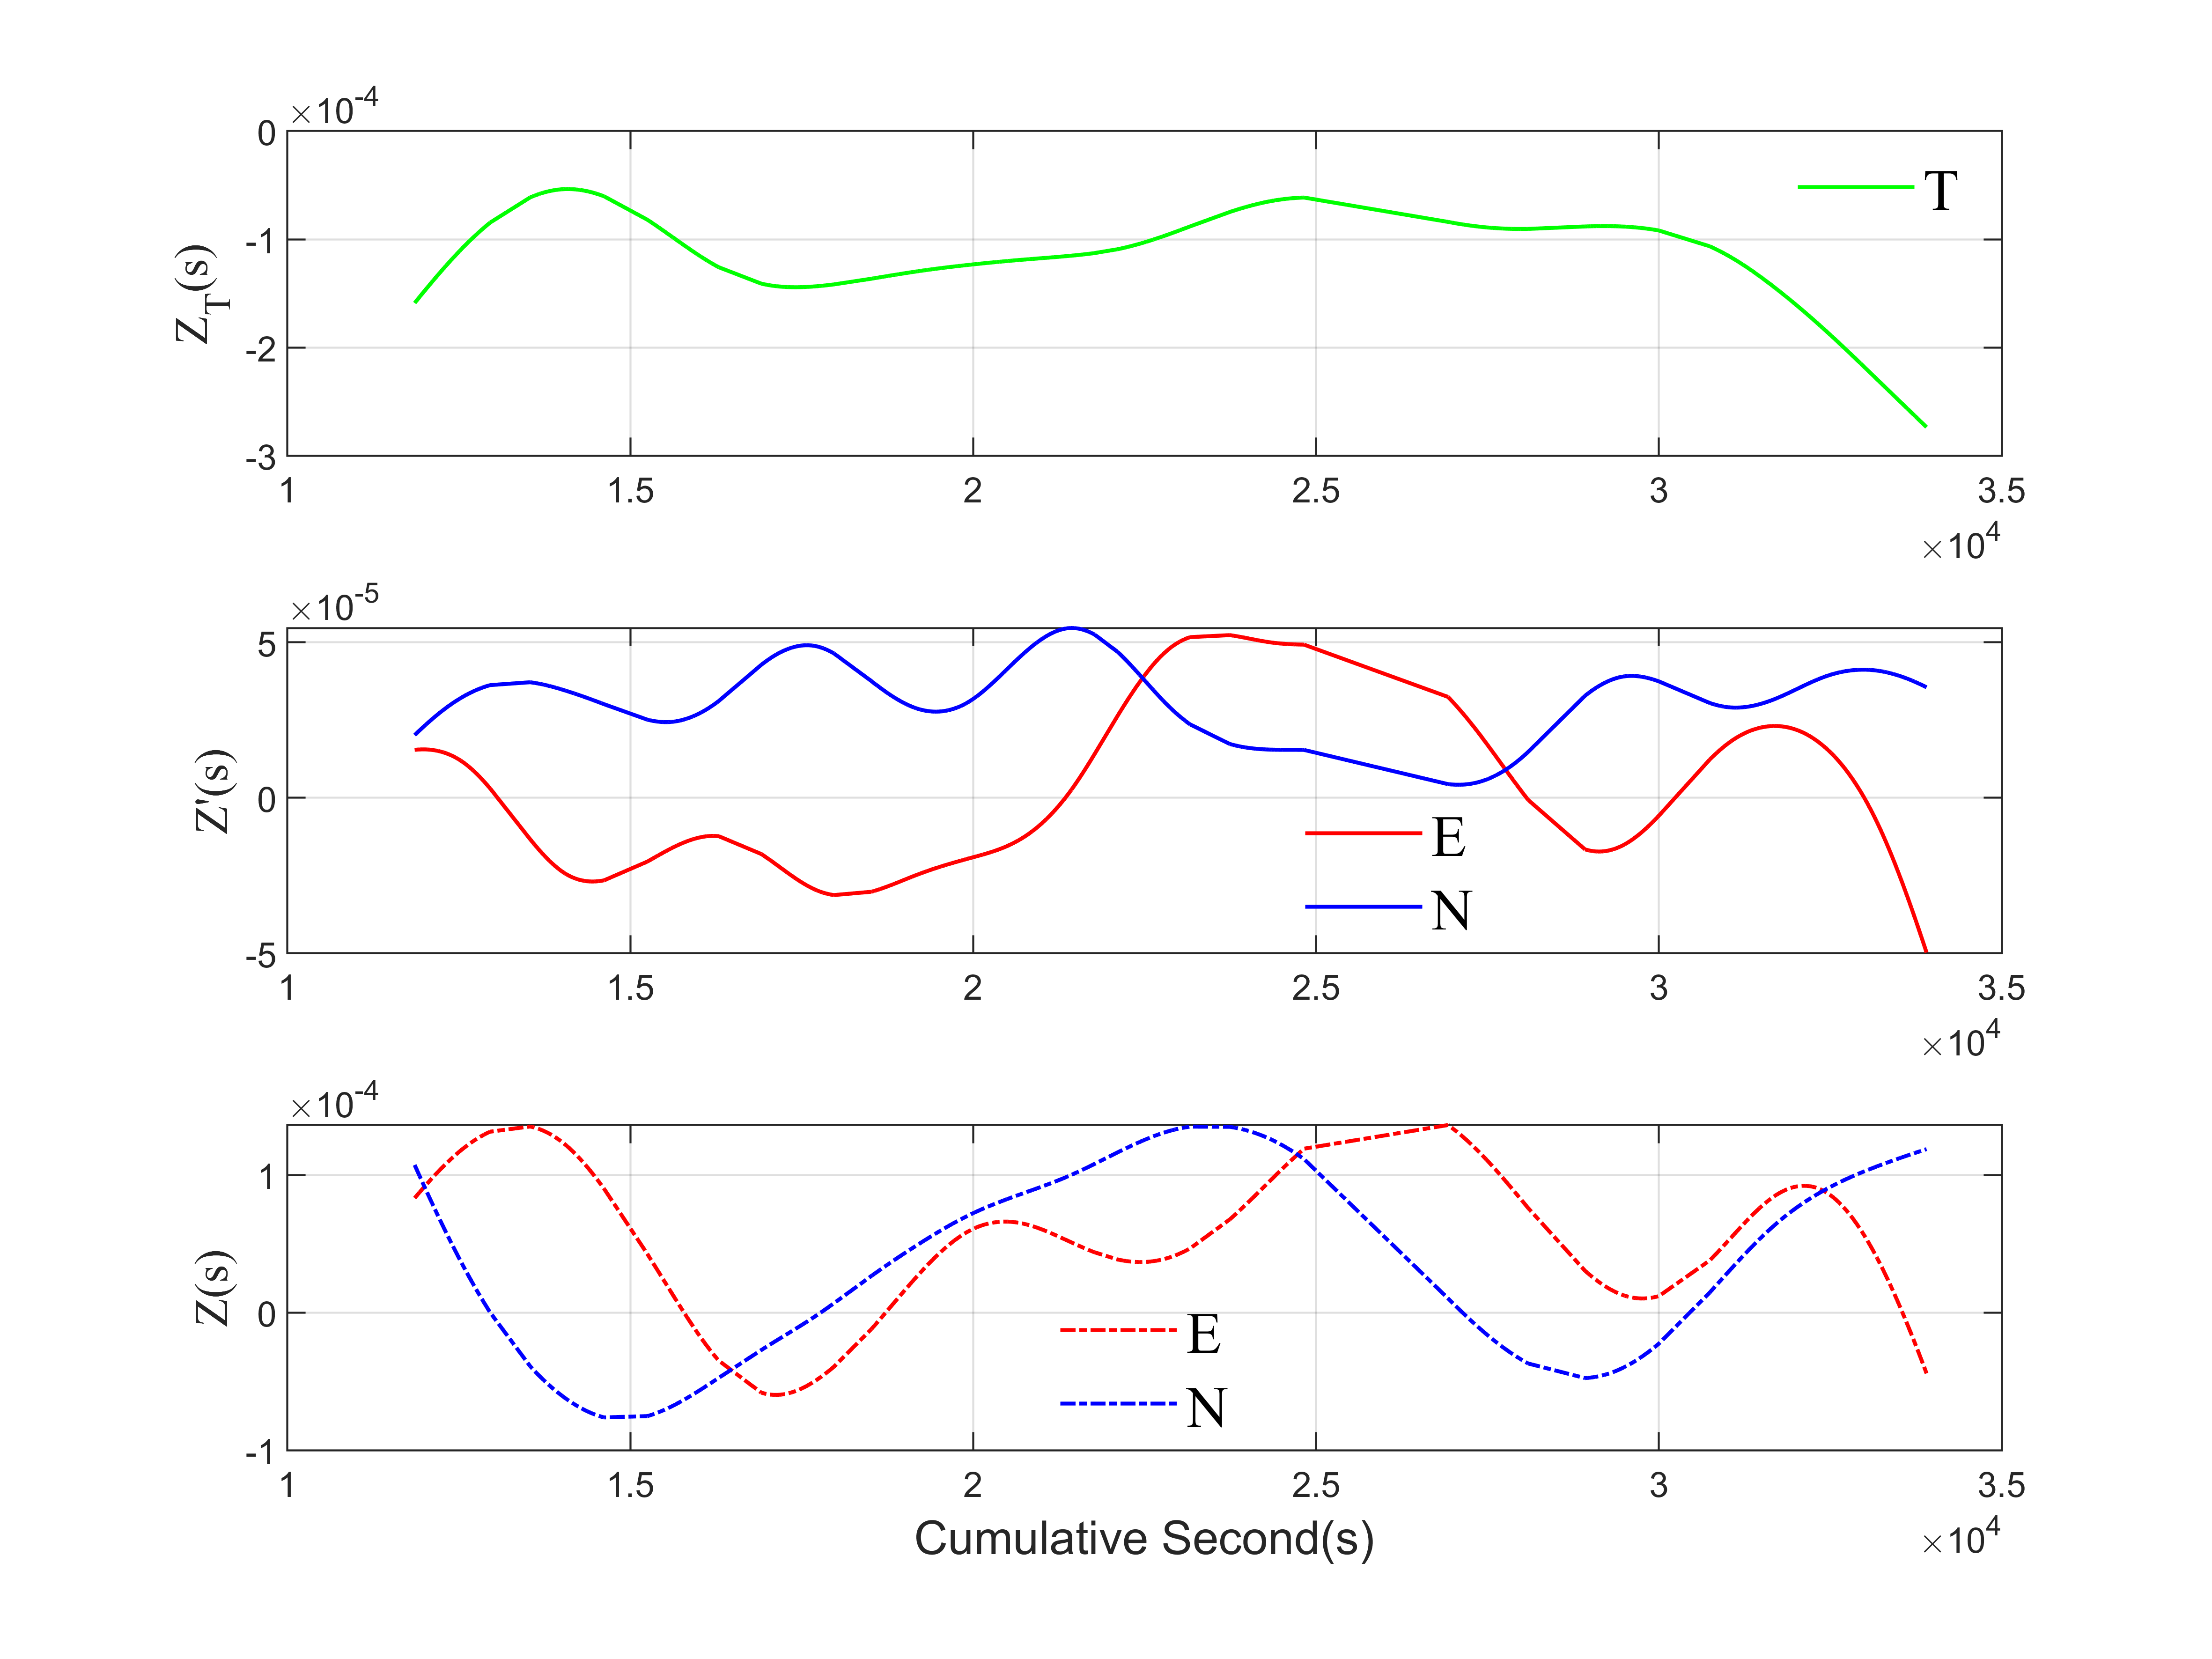 ×10⁻⁴
0
-1
-2
-3
Z_T(s)
T
1 1.5 2 2.5 3 3.5
×10⁴
×10⁻⁵
5
0
-5
Z'(s)
E
N
1 1.5 2 2.5 3 3.5
×10⁴
×10⁻⁴
1
0
-1
Z(s)
E
N
1 1.5 2 2.5 3 3.5
Cumulative Second(s)
×10⁴